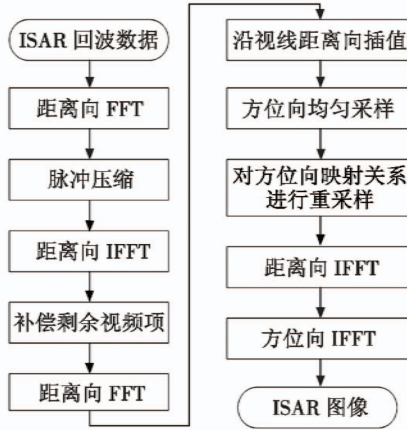 ISAR 回波数据
距离向 FFT
脉冲压缩
距离向 IFFT
补偿剩余视频项
距离向 FFT
沿视线距离向插值
方位向均匀采样
对方位向映射关系
进行重采样
距离向 IFFT
方位向 IFFT
ISAR 图像